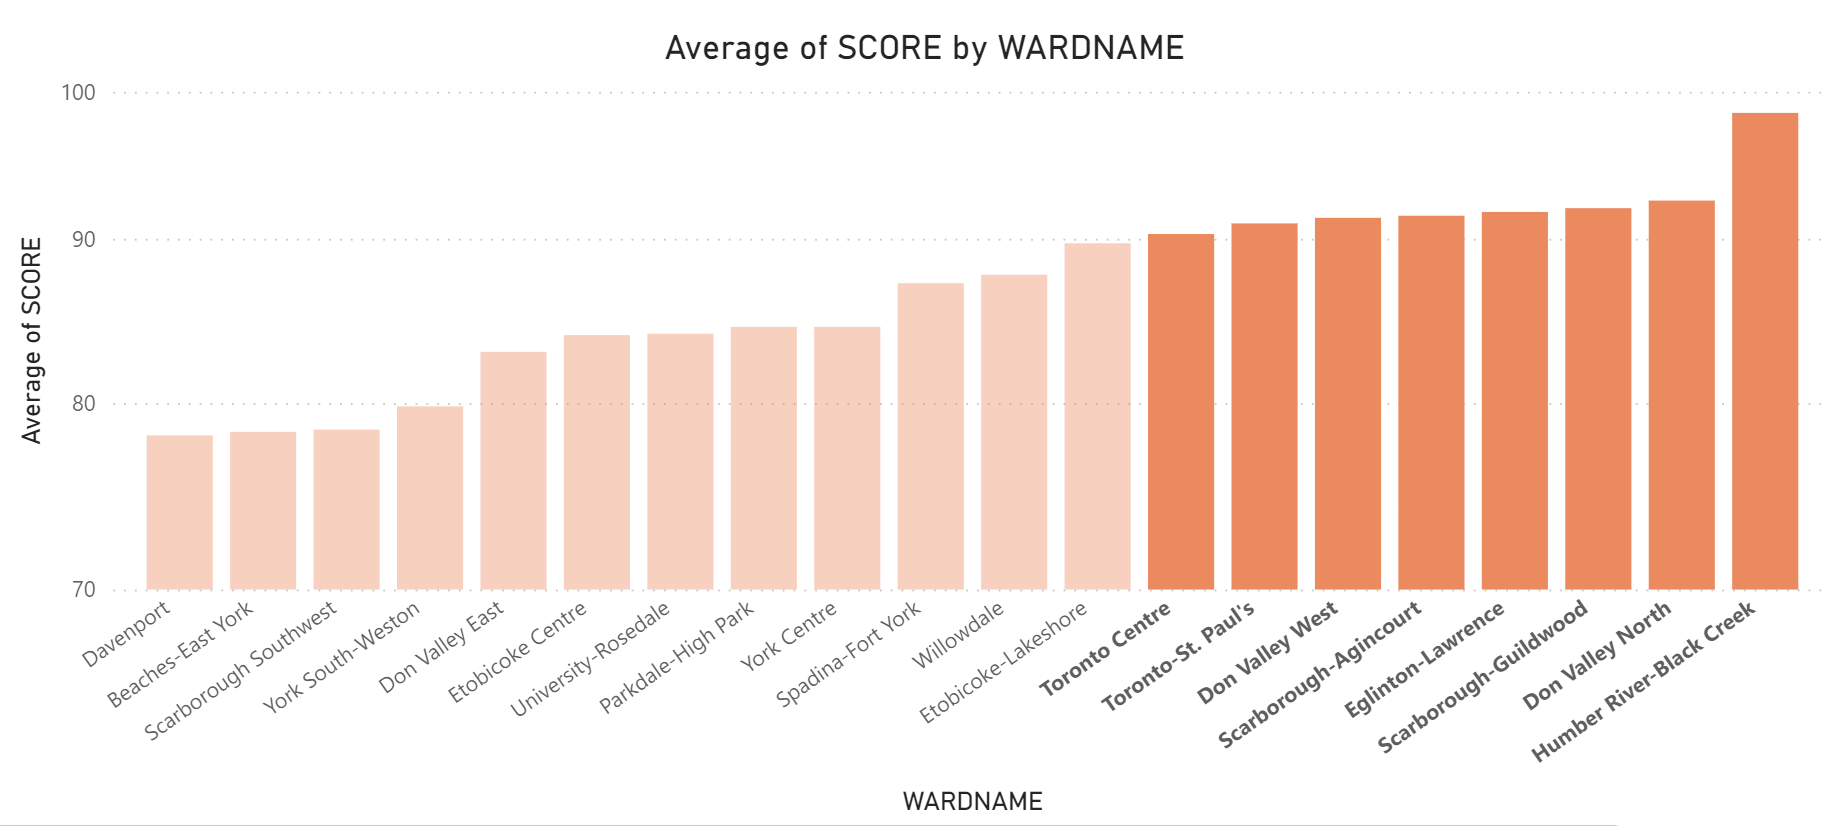 Average of SCORE by WARDNAME
100
90
80
70
Average of SCORE
Davenport
Beaches-East York
Scarborough Southwest
York South-Weston
Don Valley East
Etobicoke Centre
University-Rosedale
Parkdale-High Park
York Centre
Spadina-Fort York
Willowdale
Etobicoke-Lakeshore
Toronto Centre
Toronto-St. Paul's
Don Valley West
Scarborough-Agincourt
Eglinton-Lawrence
Scarborough-Guildwood
Don Valley North
Humber River-Black Creek
WARDNAME